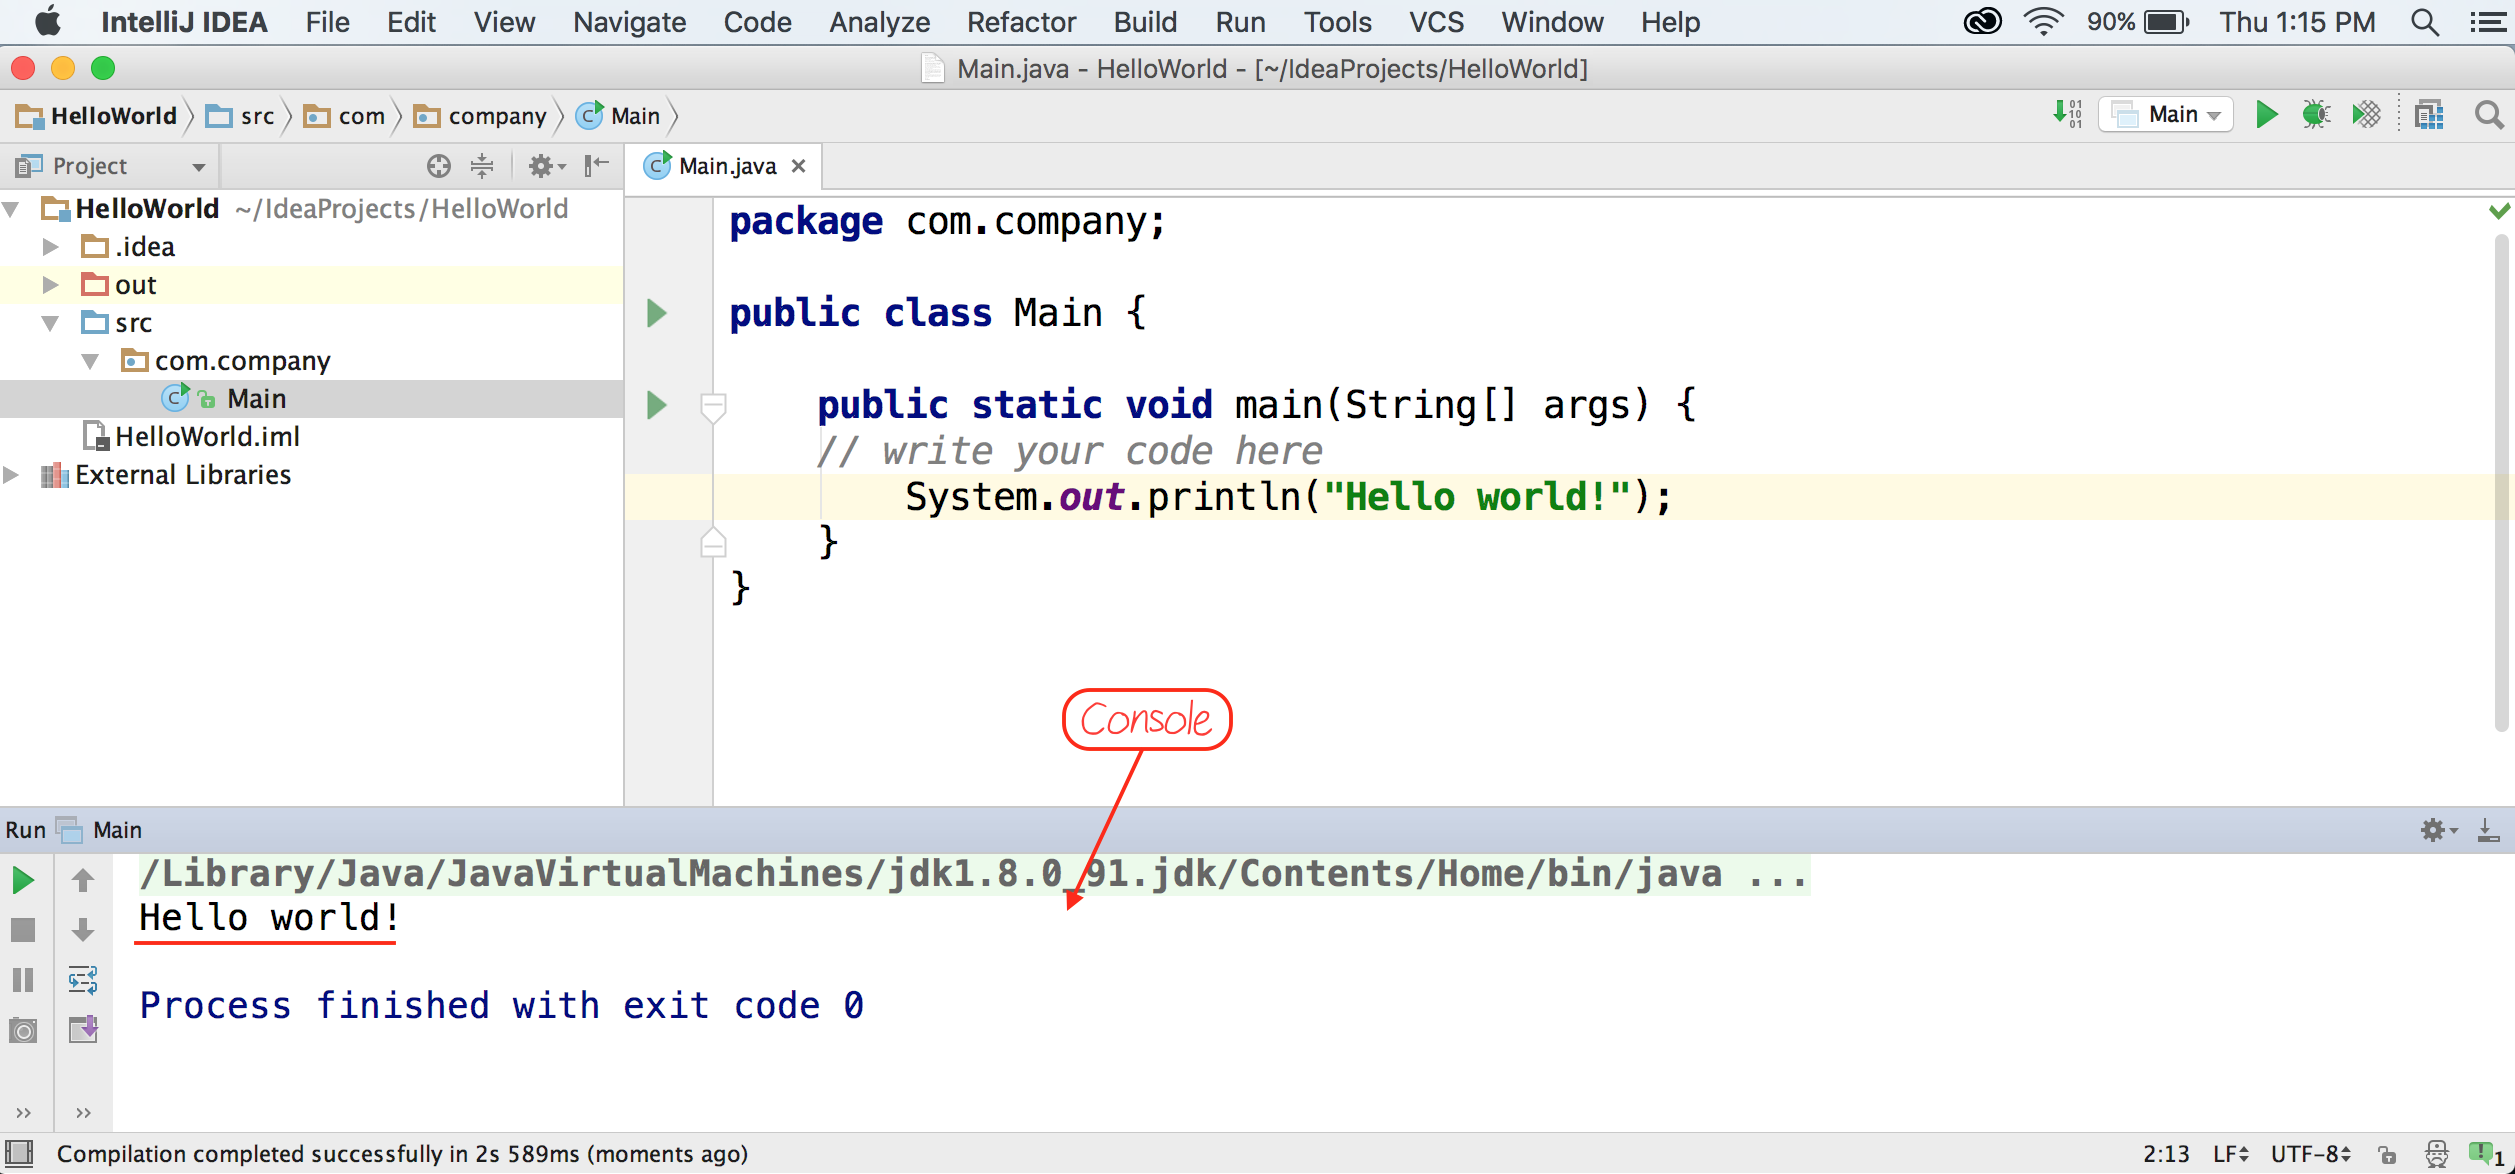 IntelliJ IDEA File Edit View Navigate Code Analyze Refactor Build Run Tools VCS Window Help 90% Thu 1:15 PM
Main.java - HelloWorld - [~/IdeaProjects/HelloWorld]
HelloWorld src com company Main Main
Project
Main.java
HelloWorld ~/IdeaProjects/HelloWorld
.idea
out
src
com.company
Main
HelloWorld.iml
External Libraries
package com.company;
public class Main {
public static void main(String[] args) {
// write your code here
System.out.println("Hello world!");
}
}
Console
Run Main
/Library/Java/JavaVirtualMachines/jdk1.8.0_91.jdk/Contents/Home/bin/java ...
Hello world!
Process finished with exit code 0
Compilation completed successfully in 2s 589ms (moments ago) 2:13 LF UTF-8 1